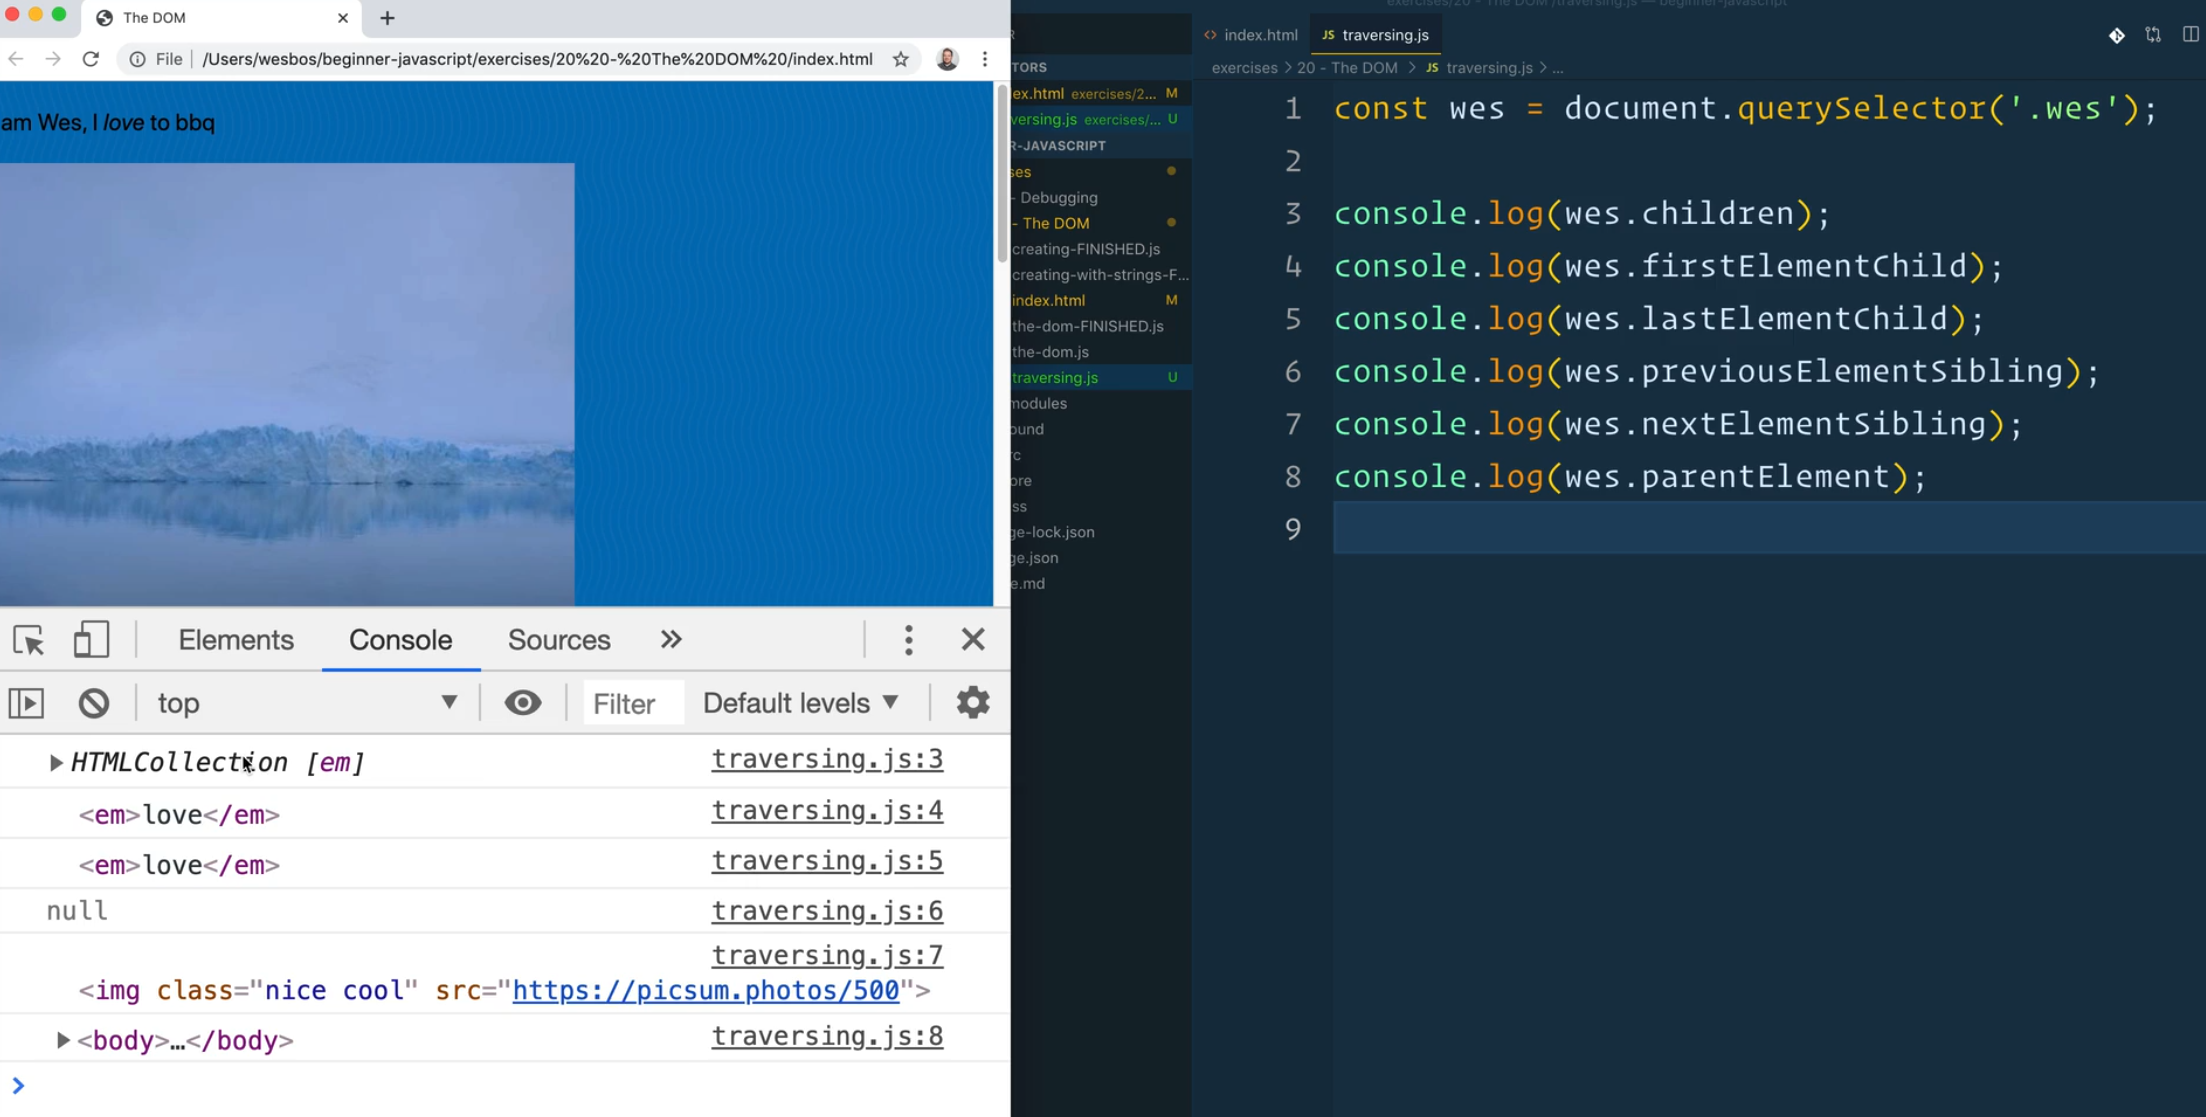 The DOM
File
/Users/wesbos/beginner-javascript/exercises/20%20-%20The%20DOM%20/index.html
am Wes, I love to bbq
Elements Console Sources »
top Filter Default levels
HTMLCollection [em] traversing.js:3
<em>love</em> traversing.js:4
<em>love</em> traversing.js:5
null traversing.js:6
traversing.js:7
<img class="nice cool" src="https://picsum.photos/500">
<body>…</body> traversing.js:8
exercises/20 - The DOM /traversing.js — beginner-javascript
R
TORS
ex.html exercises/2... M
versing.js exercises/... U
R-JAVASCRIPT
ses
- Debugging
- The DOM
creating-FINISHED.js
creating-with-strings-F...
index.html M
the-dom-FINISHED.js
the-dom.js
traversing.js U
modules
ound
rc
ore
ss
ge-lock.json
ge.json
e.md
<> index.html JS traversing.js
exercises > 20 - The DOM > JS traversing.js > ...
1 const wes = document.querySelector('.wes');
2
3 console.log(wes.children);
4 console.log(wes.firstElementChild);
5 console.log(wes.lastElementChild);
6 console.log(wes.previousElementSibling);
7 console.log(wes.nextElementSibling);
8 console.log(wes.parentElement);
9